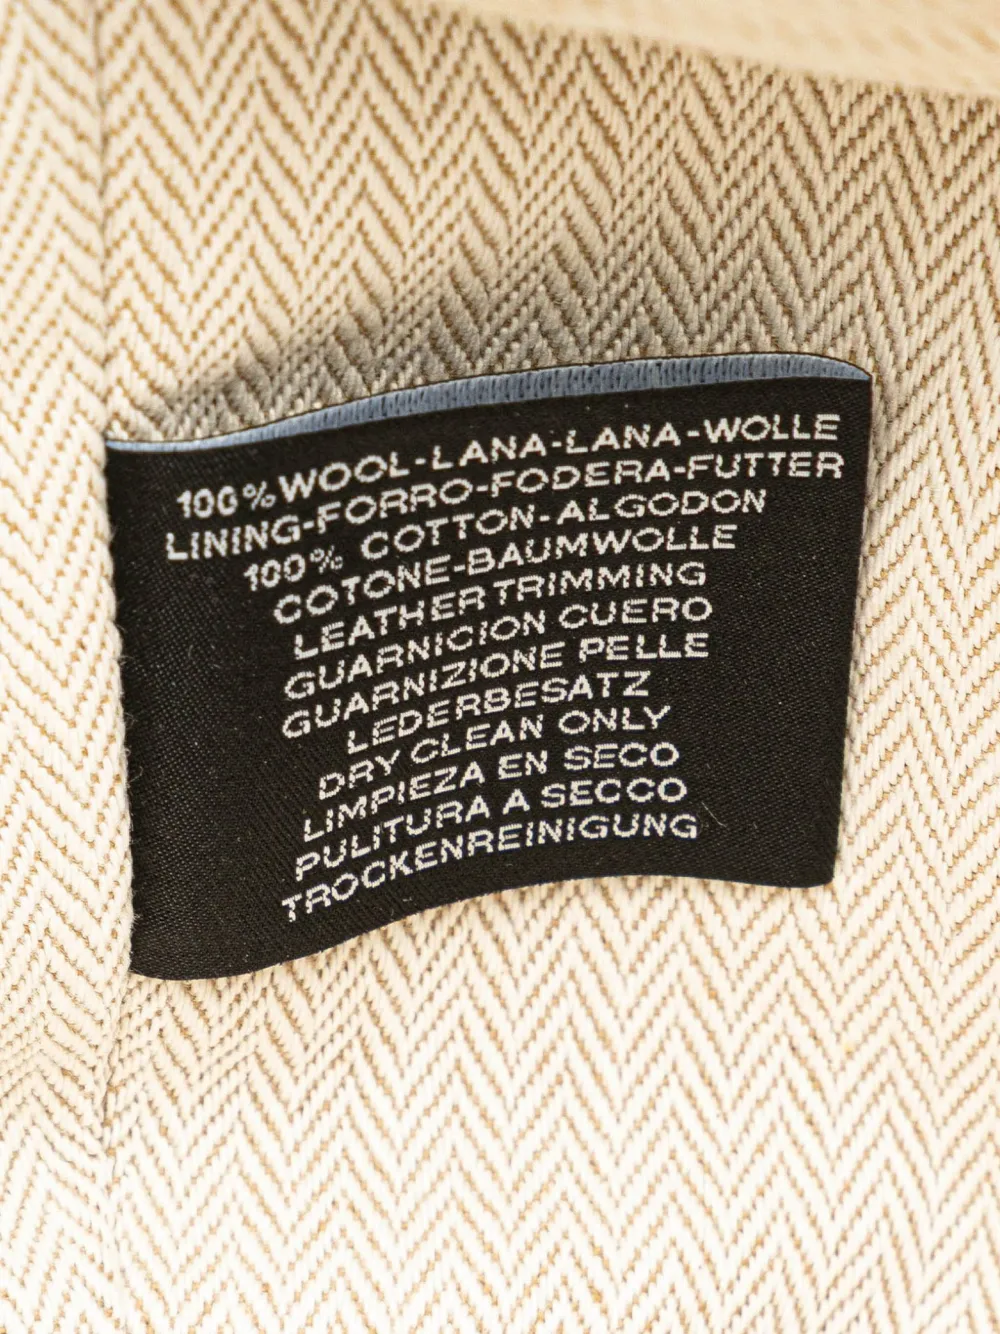 100% WOOL-LANA-LANA-WOLLE
LINING-FORRO-FODERA-FUTTER
100% COTTON-ALGODON
COTONE-BAUMWOLLE
LEATHER TRIMMING
GUARNICION CUERO
GUARNIZIONE PELLE
LEDERBESATZ
DRY CLEAN ONLY
LIMPIEZA EN SECO
PULITURA A SECCO
TROCKENREINIGUNG